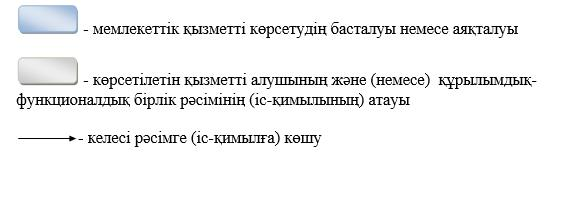 - мемлекеттік қызметті көрсетудің басталуы немесе аяқталуы
- көрсетілетін қызметті алушының және (немесе) құрылымдық-
функционалдық бірлік рәсімінің (іс-қимылының) атауы
- келесі рәсімге (іс-қимылға) көшу